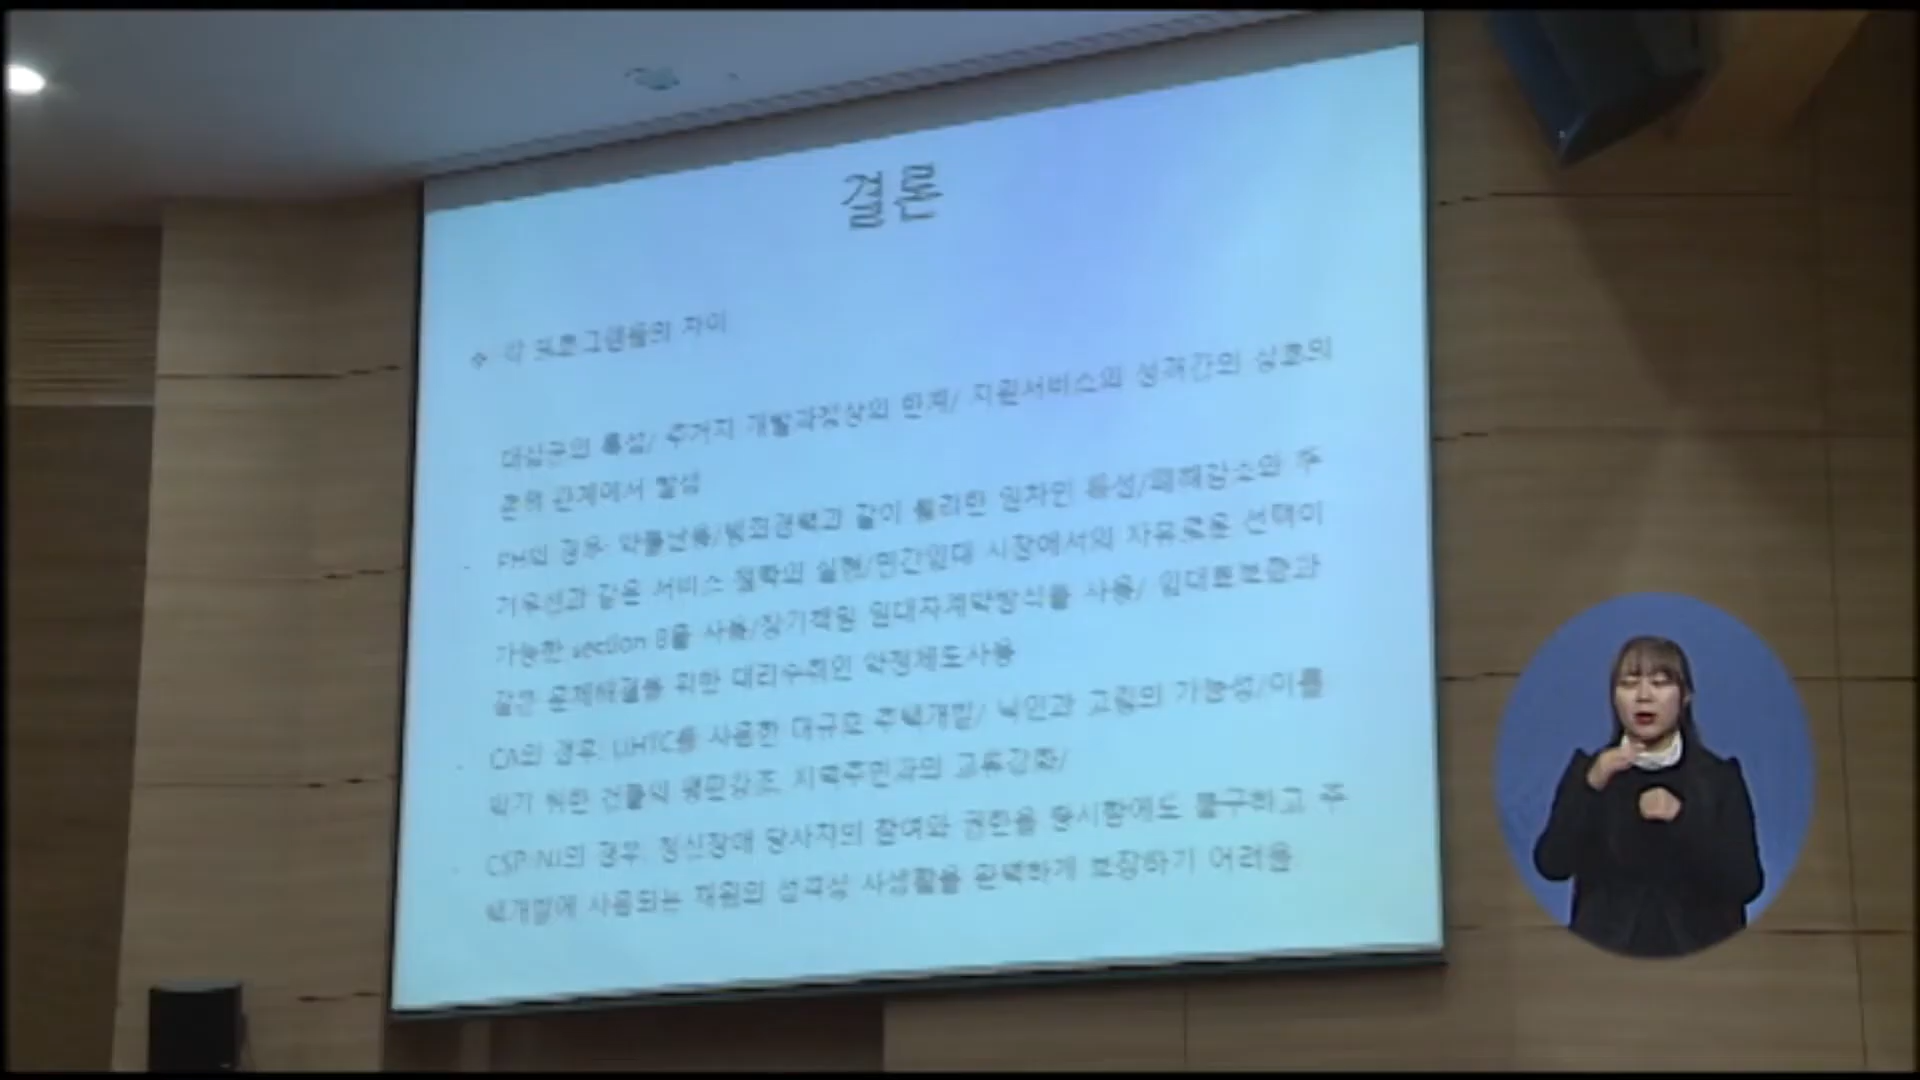 결론
❖ 각 프로그램들의 차이
대상군의 특성/ 주거지 개발과정상의 한계/ 지원서비스의 성격간의 상호의
존적 관계에서 발생
- PH의 경우: 약물남용/범죄경력과 같이 불리한 입주자인 특성/피해감소와 주
거우선과 같은 서비스 철학의 실현/민간임대 시장에서의 자유로운 선택이
가능한 section 8을 사용/장기책임 임대자계약방식을 사용/ 임대료보증과
같은 문제해결을 위한 대리수취인 약정제도사용
- CA의 경우: LIHTC를 사용한 대규모 주택개발/ 낙인과 고립의 가능성/이를
막기 위한 건물의 평판강조, 지역주민과의 교류강화/
- CSP-NJ의 경우: 정신장애 당사자의 참여와 권한을 중시함에도 불구하고 주
택개발에 사용되는 재원의 성격상 사생활을 완벽하게 보장하기 어려움